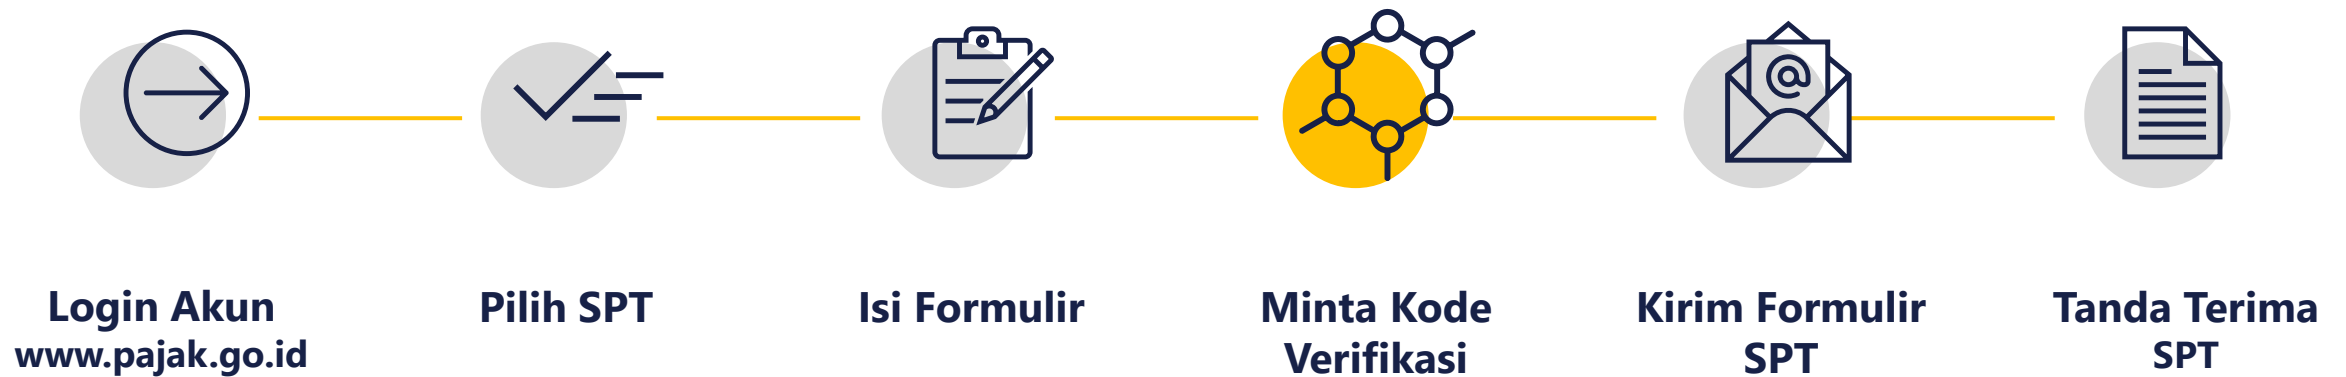 Login Akun
www.pajak.go.id
Pilih SPT
Isi Formulir
Minta Kode
Verifikasi
Kirim Formulir
SPT
Tanda Terima
SPT